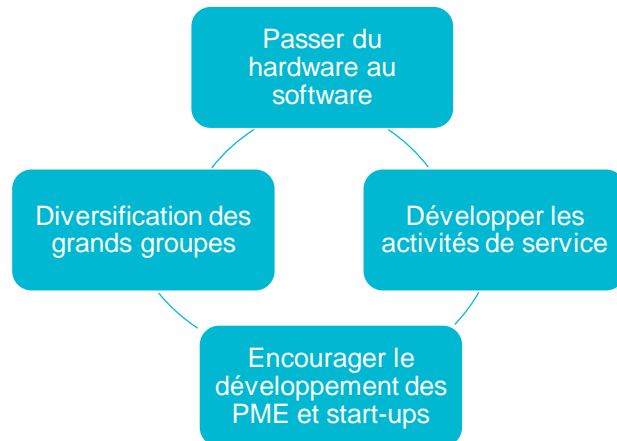 Passer du
hardware au
software
Diversification des
grands groupes
Développer les
activités de service
Encourager le
développement des
PME et start-ups